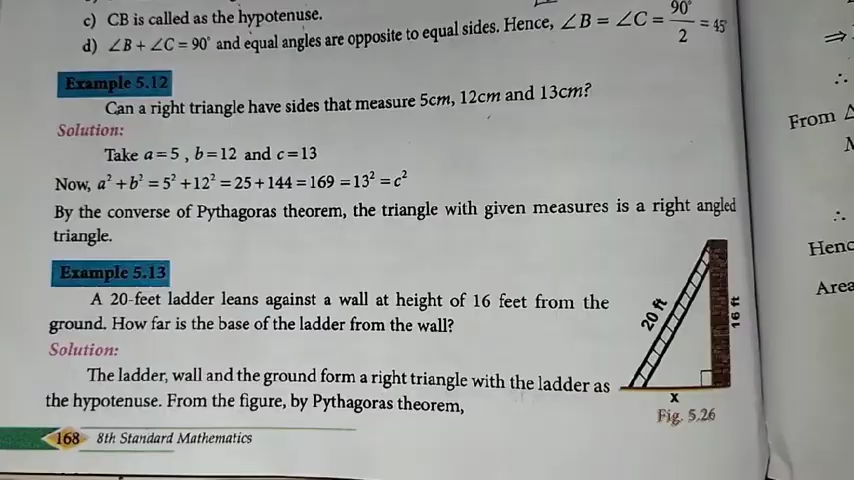 c) CB is called as the hypotenuse.
d) ∠B + ∠C = 90° and equal angles are opposite to equal sides. Hence, ∠B = ∠C = 90°/2 = 45°
Example 5.12
Can a right triangle have sides that measure 5cm, 12cm and 13cm?
Solution:
Take a = 5 , b = 12 and c = 13
Now, a² + b² = 5² + 12² = 25 + 144 = 169 = 13² = c²
By the converse of Pythagoras theorem, the triangle with given measures is a right angled
triangle.
Example 5.13
A 20-feet ladder leans against a wall at height of 16 feet from the
ground. How far is the base of the ladder from the wall?
Solution:
The ladder, wall and the ground form a right triangle with the ladder as
the hypotenuse. From the figure, by Pythagoras theorem,
20 ft
16 ft
x
Fig. 5.26
168 8th Standard Mathematics
⇒
∴
From △
∴